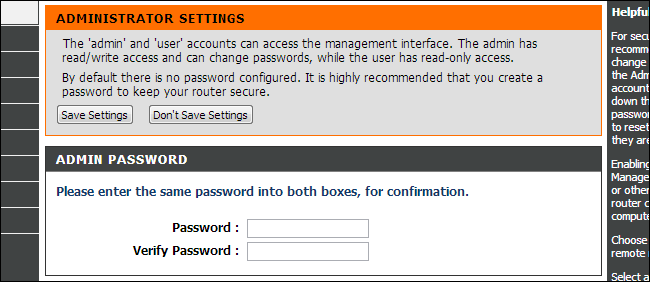 ADMINISTRATOR SETTINGS
The 'admin' and 'user' accounts can access the management interface. The admin has
read/write access and can change passwords, while the user has read-only access.
By default there is no password configured. It is highly recommended that you create a
password to keep your router secure.
Save Settings
Don't Save Settings
ADMIN PASSWORD
Please enter the same password into both boxes, for confirmation.
Password :
Verify Password :
Helpful
For secu
recomm
change
the Adm
account
down th
passwor
to reset
they are
Enabling
Manage
or other
router c
compute
Choose
remote
Select a